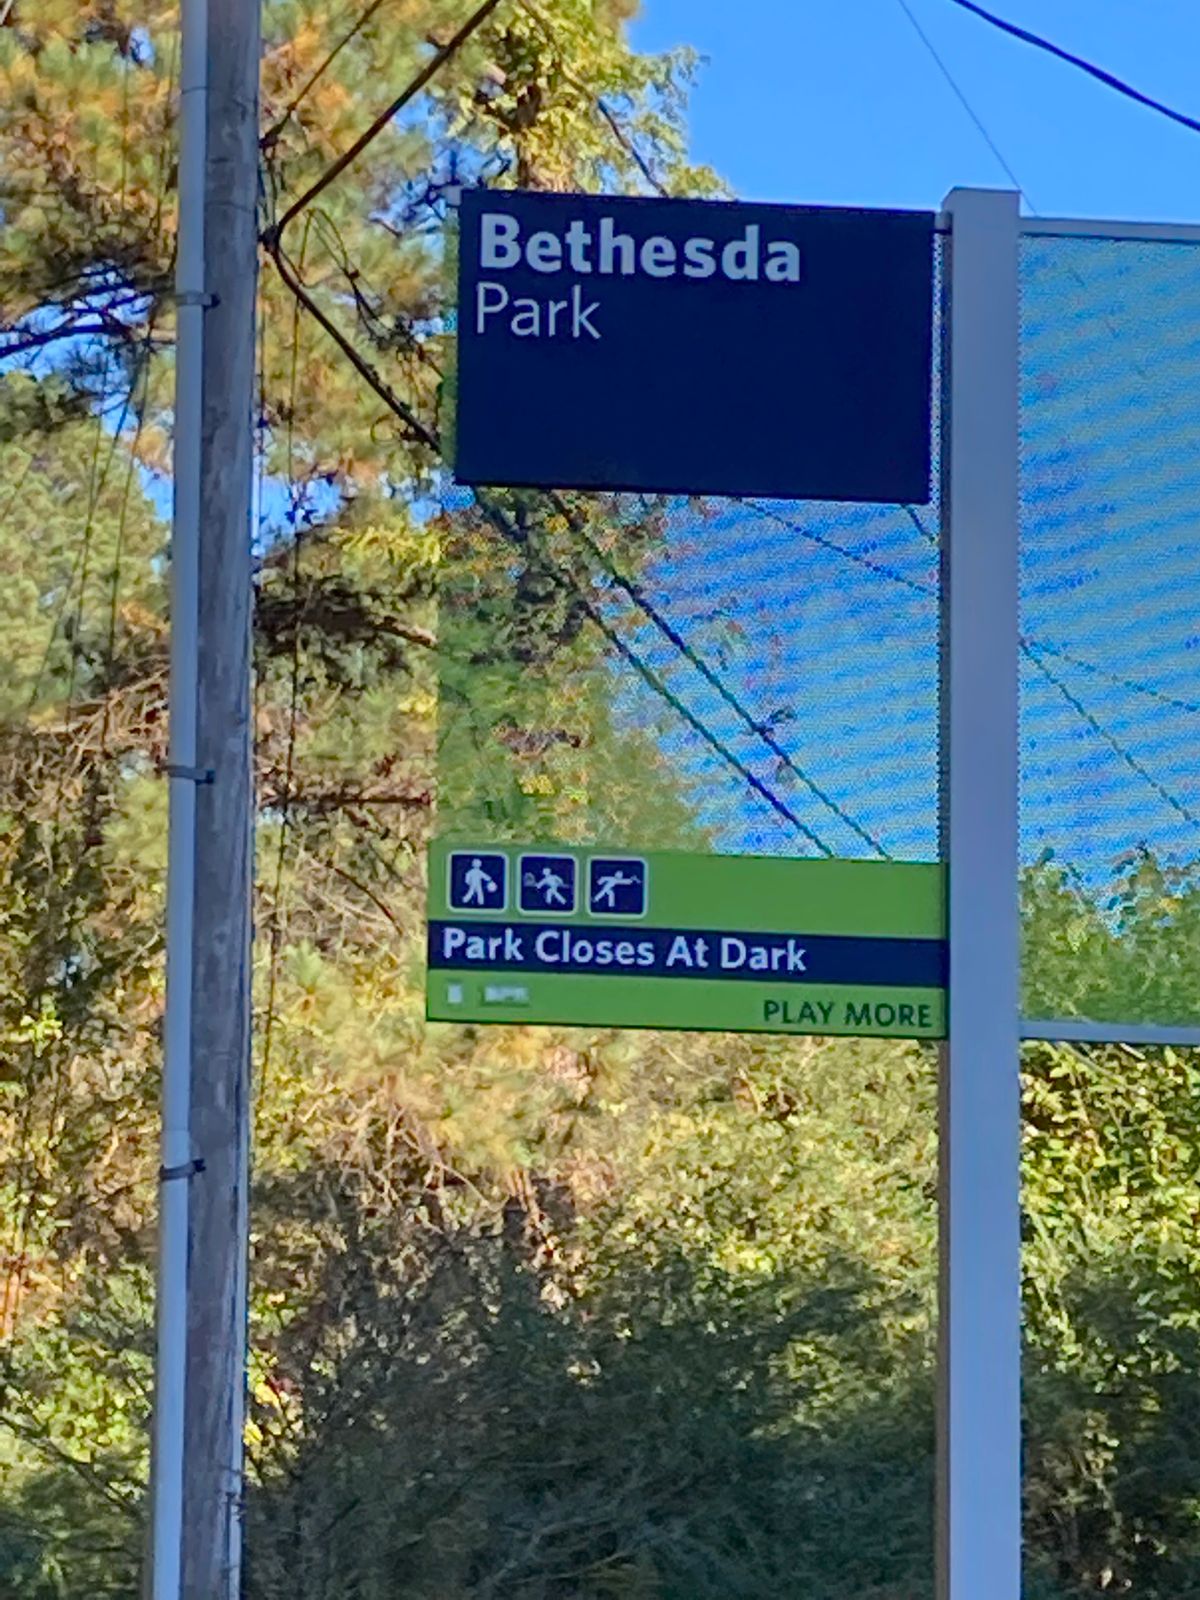 Bethesda
Park
Park Closes At Dark
PLAY MORE